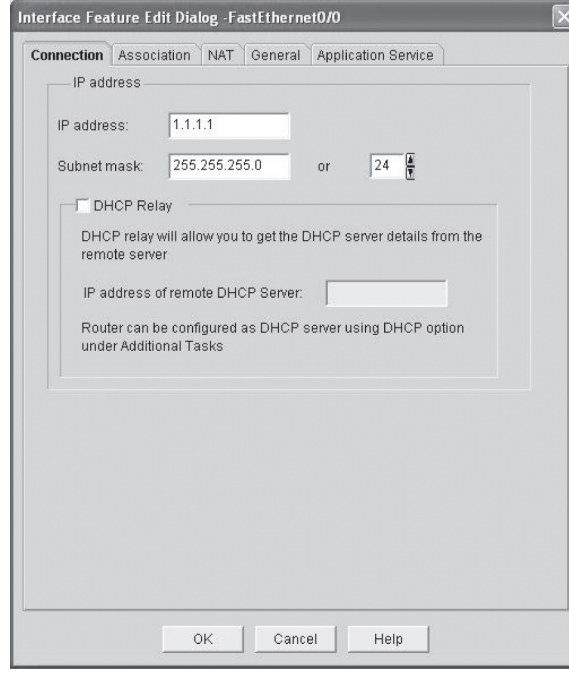 Interface Feature Edit Dialog -FastEthernet0/0
Connection Association NAT General Application Service
IP address
IP address: 1.1.1.1
Subnet mask: 255.255.255.0 or 24
DHCP Relay
DHCP relay will allow you to get the DHCP server details from the
remote server
IP address of remote DHCP Server:
Router can be configured as DHCP server using DHCP option
under Additional Tasks
OK Cancel Help